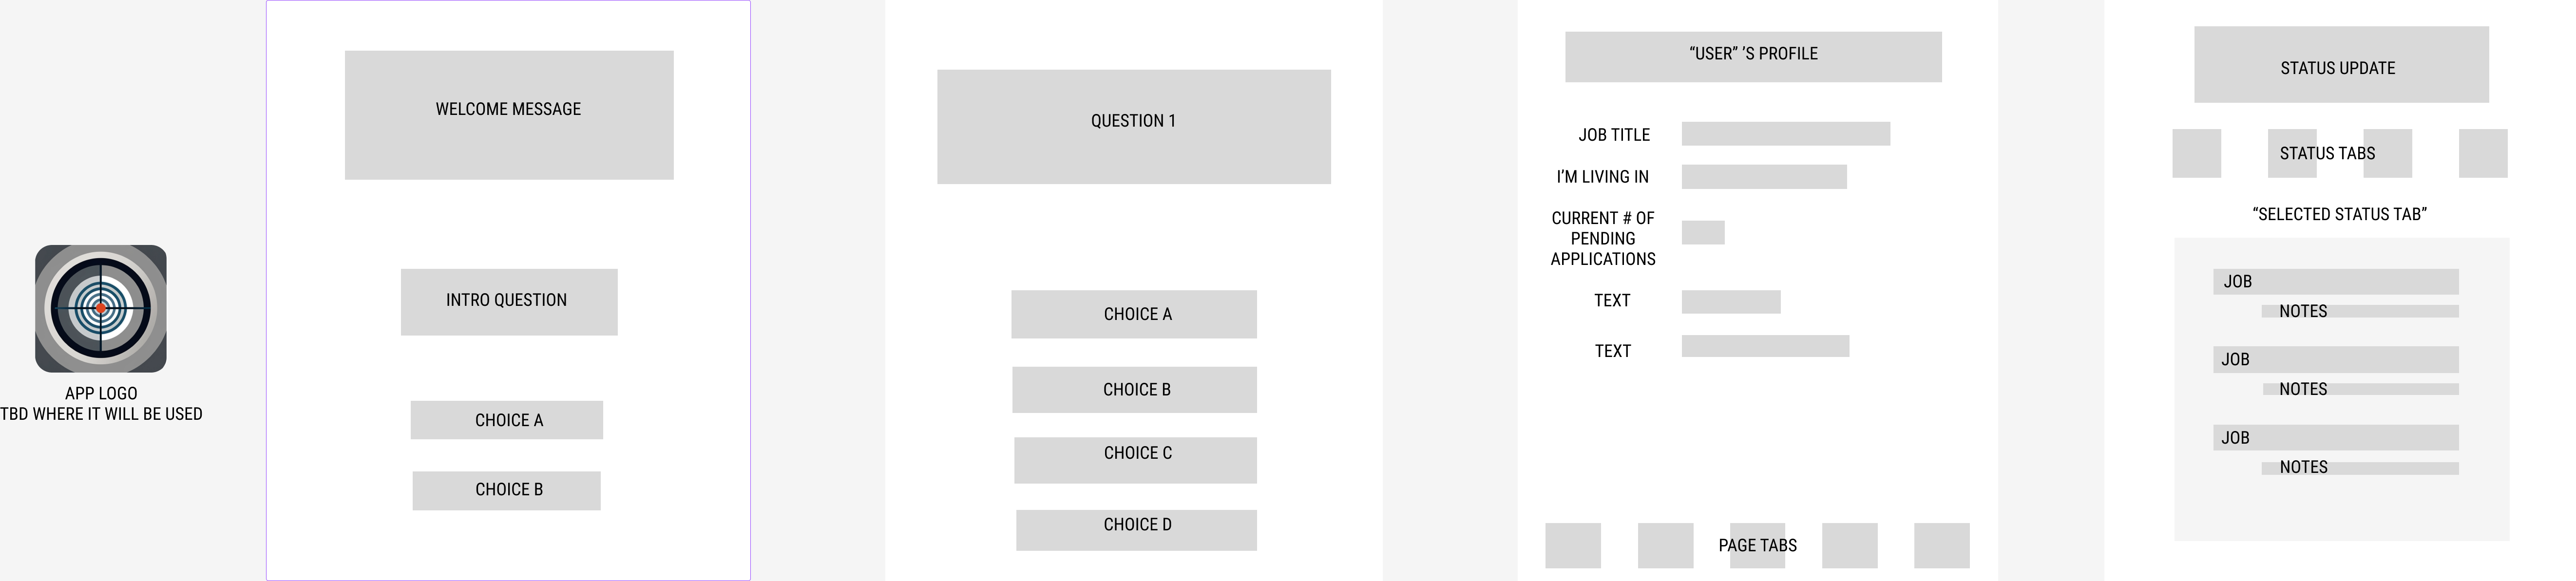 APP LOGO
TBD WHERE IT WILL BE USED
WELCOME MESSAGE
INTRO QUESTION
CHOICE A
CHOICE B
QUESTION 1
CHOICE A
CHOICE B
CHOICE C
CHOICE D
“USER” ’S PROFILE
JOB TITLE
I’M LIVING IN
CURRENT # OF
PENDING
APPLICATIONS
TEXT
TEXT
PAGE TABS
STATUS UPDATE
STATUS TABS
“SELECTED STATUS TAB”
JOB
NOTES
JOB
NOTES
JOB
NOTES